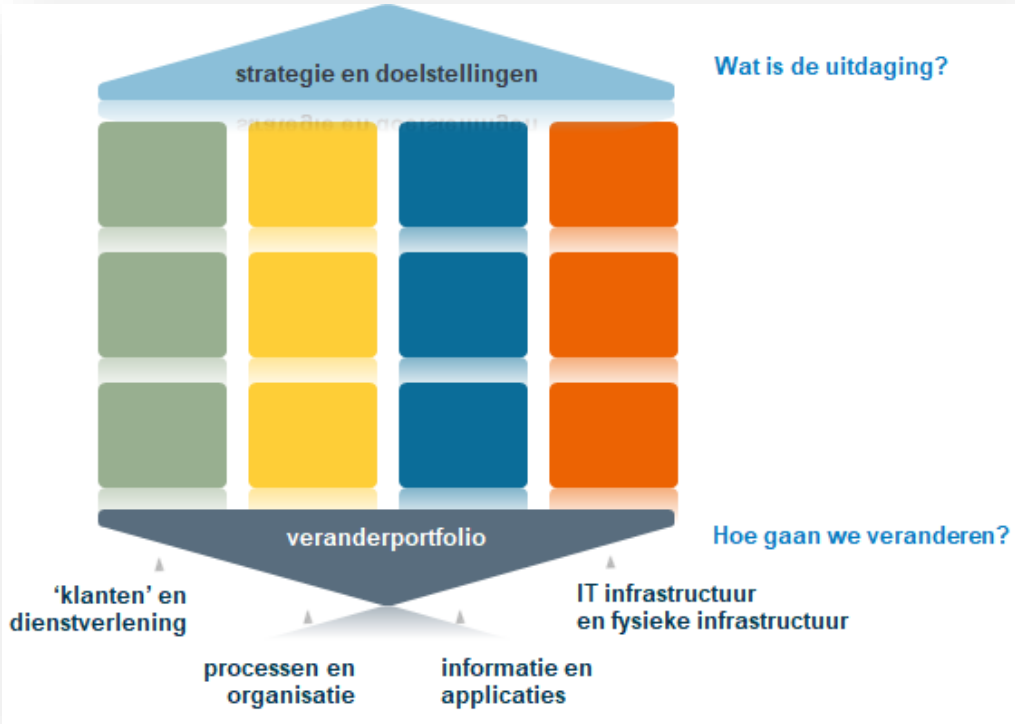 strategie en doelstellingen
Wat is de uitdaging?
veranderportfolio
Hoe gaan we veranderen?
‘klanten’ en
dienstverlening
IT infrastructuur
en fysieke infrastructuur
processen en
organisatie
informatie en
applicaties